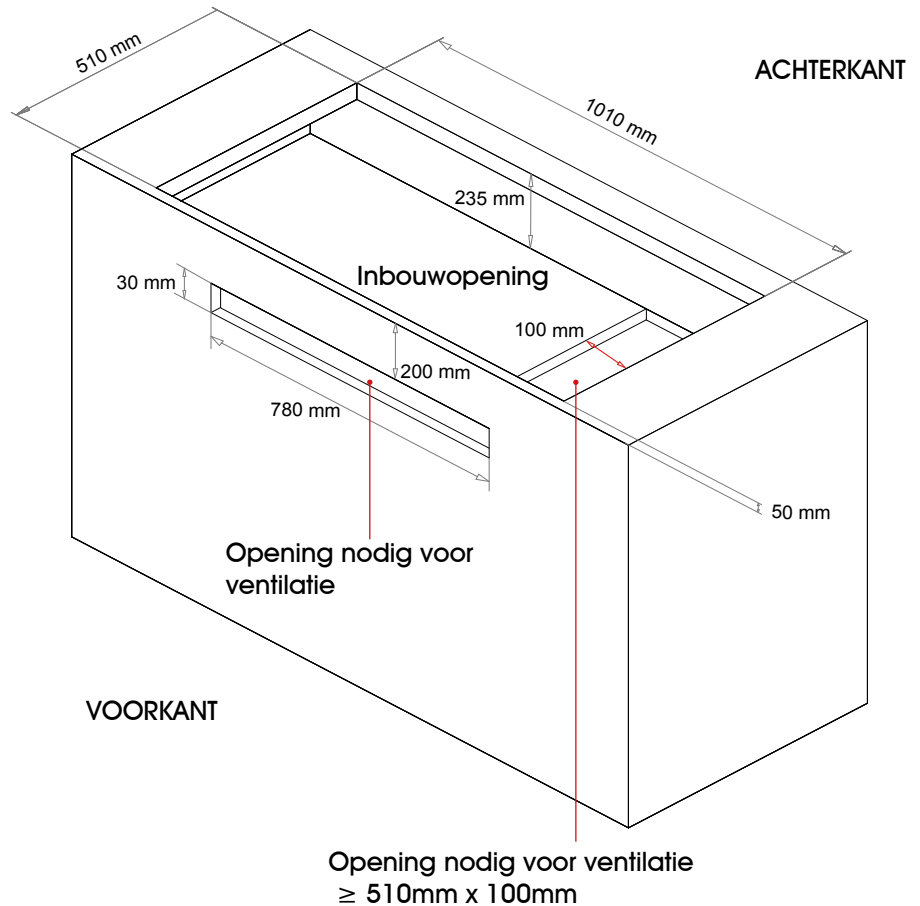 510 mm
ACHTERKANT
1010 mm
235 mm
Inbouwopening
30 mm
100 mm
200 mm
780 mm
50 mm
Opening nodig voor
ventilatie
VOORKANT
Opening nodig voor ventilatie
≥ 510mm x 100mm